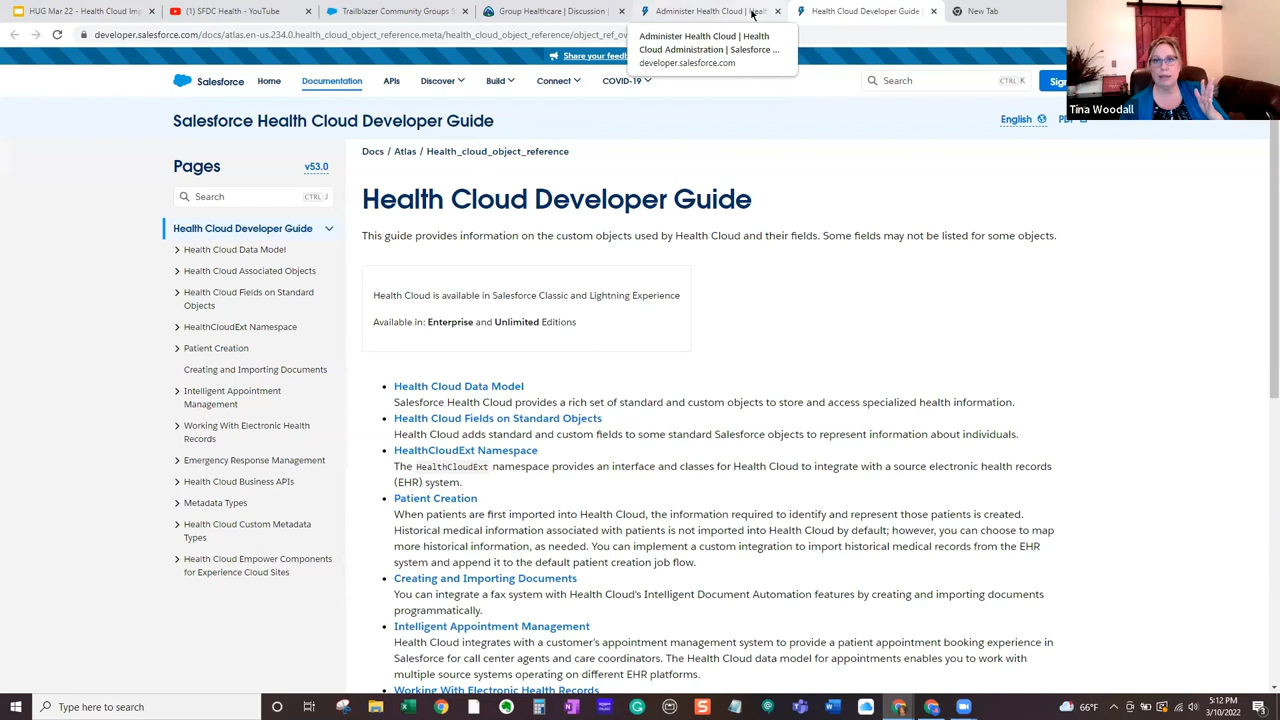 HUG Mar 22 - Health Cloud Imp
(1) SFDC Health - YouTube
Trailblazer Community Groups S
Group Healthcare | Discussion |
Administer Health Cloud | Healt
Health Cloud Developer Guide |
New Tab
developer.salesforce.com/docs/atlas.en-us.234.0.health_cloud_object_reference.meta/health_cloud_object_reference/object_ref_ov
Administer Health Cloud | Health
Cloud Administration | Salesforce ...
developer.salesforce.com
Share your feedb
Salesforce
Home
Documentation
APIs
Discover
Build
Connect
COVID-19
Search
CTRL K
Sign
Tina Woodall
Salesforce Health Cloud Developer Guide
English
PD
Pages
v53.0
Search
CTRL J
Health Cloud Developer Guide
Health Cloud Data Model
Health Cloud Associated Objects
Health Cloud Fields on Standard
Objects
HealthCloudExt Namespace
Patient Creation
Creating and Importing Documents
Intelligent Appointment
Management
Working With Electronic Health
Records
Emergency Response Management
Health Cloud Business APIs
Metadata Types
Health Cloud Custom Metadata
Types
Health Cloud Empower Components
for Experience Cloud Sites
Docs / Atlas / Health_cloud_object_reference
Health Cloud Developer Guide
This guide provides information on the custom objects used by Health Cloud and their fields. Some fields may not be listed for some objects.
Health Cloud is available in Salesforce Classic and Lightning Experience
Available in: Enterprise and Unlimited Editions
Health Cloud Data Model
Salesforce Health Cloud provides a rich set of standard and custom objects to store and access specialized health information.
Health Cloud Fields on Standard Objects
Health Cloud adds standard and custom fields to some standard Salesforce objects to represent information about individuals.
HealthCloudExt Namespace
The HealthCloudExt namespace provides an interface and classes for Health Cloud to integrate with a source electronic health records
(EHR) system.
Patient Creation
When patients are first imported into Health Cloud, the information required to identify and represent those patients is created.
Historical medical information associated with patients is not imported into Health Cloud by default; however, you can choose to map
more historical information, as needed. You can implement a custom integration to import historical medical records from the EHR
system and append it to the default patient creation job flow.
Creating and Importing Documents
You can integrate a fax system with Health Cloud's Intelligent Document Automation features by creating and importing documents
programmatically.
Intelligent Appointment Management
Health Cloud integrates with a customer's appointment management system to provide a patient appointment booking experience in
Salesforce for call center agents and care coordinators. The Health Cloud data model for appointments enables you to work with
multiple source systems operating on different EHR platforms.
Working With Electronic Health Records
Type here to search
66°F
5:12 PM
3/10/2022